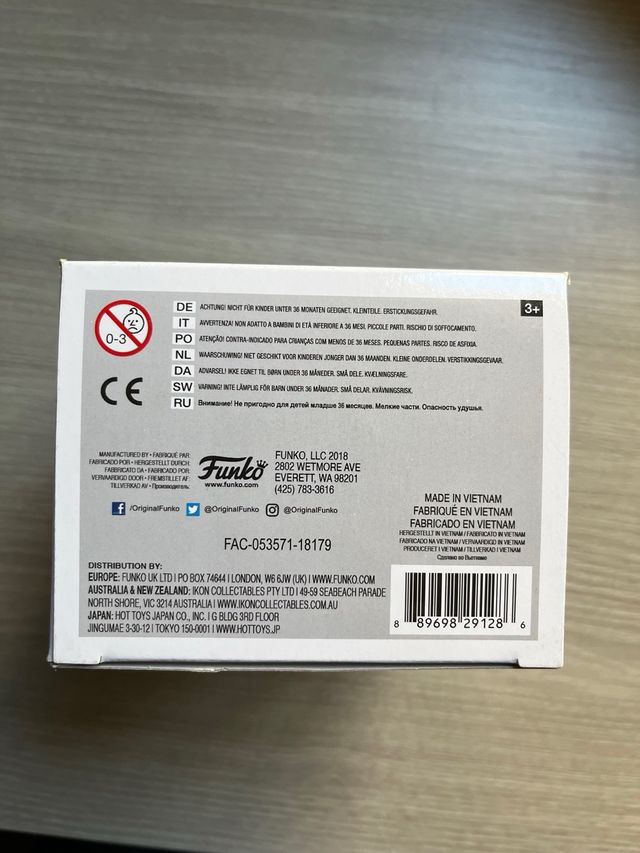 DE ACHTUNG! NICHT FÜR KINDER UNTER 36 MONATEN GEEIGNET. KLEINTEILE. ERSTICKUNGSGEFAHR. 3+
IT AVVERTENZA! NON ADATTO A BAMBINI DI ETÀ INFERIORE A 36 MESI. PICCOLE PARTI. RISCHIO DI SOFFOCAMENTO.
PO ATENÇÃO! CONTRA-INDICADO PARA CRIANÇAS COM MENOS DE 36 MESES. PEQUENAS PARTES. RISCO DE ASFIXIA.
0-3
NL WAARSCHUWING! NIET GESCHIKT VOOR KINDEREN JONGER DAN 36 MAANDEN. KLEINE ONDERDELEN. VERSTIKKINGSGEVAAR.
DA ADVARSEL! IKKE EGNET TIL BØRN UNDER 36 MÅNEDER. SMÅ DELE. KVÆLNINGSFARE.
CE
SW VARNING! INTE LÄMPLIG FÖR BARN UNDER 36 MÅNADER. SMÅ DELAR. KVÄVNINGSRISK.
RU Внимание! Не пригодно для детей младше 36 месяцев. Мелкие части. Опасность удушья.
MANUFACTURED BY • FABRIQUÉ PAR:
FABRICADO POR • HERGESTELLT DURCH:
FABRICATO DA • FABRICADO POR:
VERVAARDIGD DOOR • FREMSTILLET AF:
TILLVERKAD AV • Производитель:
Funko
www.funko.com
FUNKO, LLC 2018
2802 WETMORE AVE
EVERETT, WA 98201
(425) 783-3616
/OriginalFunko @OriginalFunko @OriginalFunko
FAC-053571-18179
MADE IN VIETNAM
FABRIQUÉ EN VIETNAM
FABRICADO EN VIETNAM
HERGESTELLT IN VIETNAM / FABBRICATO IN VIETNAM
FABRICADO NA VIETNAM / VERVAARDIGD IN VIETNAM
PRODUCERET I VIETNAM / TILLVERKAD I VIETNAM
Сделано во Вьетнаме
DISTRIBUTION BY:
EUROPE: FUNKO UK LTD | PO BOX 74644 | LONDON, W6 6JW (UK) | WWW.FUNKO.COM
AUSTRALIA & NEW ZEALAND: IKON COLLECTABLES PTY LTD | 49-59 SEABEACH PARADE
NORTH SHORE, VIC 3214 AUSTRALIA | WWW.IKONCOLLECTABLES.COM.AU
JAPAN: HOT TOYS JAPAN CO., INC. | G BLDG 3RD FLOOR
JINGUMAE 3-30-12 | TOKYO 150-0001 | WWW.HOTTOYS.JP
8 89698 29128 6